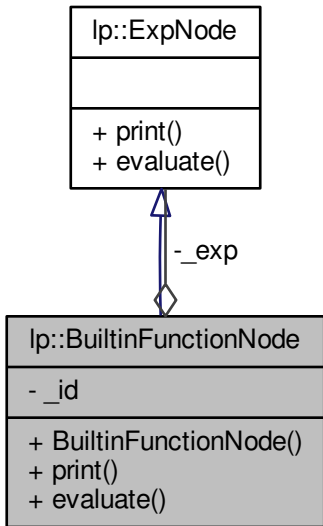 lp::ExpNode
+ print()
+ evaluate()
-_exp
lp::BuiltinFunctionNode
- _id
+ BuiltinFunctionNode()
+ print()
+ evaluate()